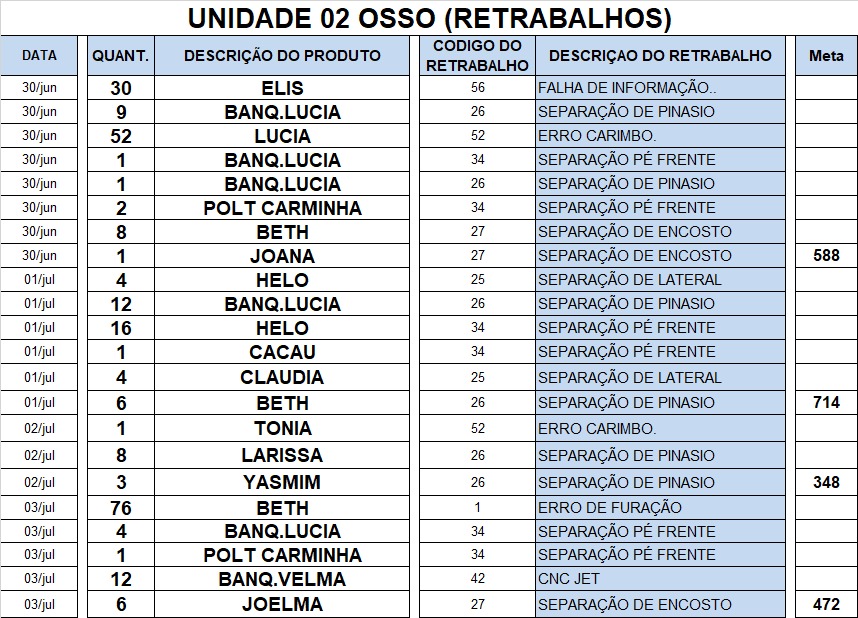 UNIDADE 02 OSSO (RETRABALHOS)
DATA QUANT. DESCRIÇÃO DO PRODUTO CODIGO DO RETRABALHO DESCRIÇAO DO RETRABALHO Meta
30/jun 30 ELIS 56 FALHA DE INFORMAÇÃO..
30/jun 9 BANQ.LUCIA 26 SEPARAÇÃO DE PINASIO
30/jun 52 LUCIA 52 ERRO CARIMBO.
30/jun 1 BANQ.LUCIA 34 SEPARAÇÃO PÉ FRENTE
30/jun 1 BANQ.LUCIA 26 SEPARAÇÃO DE PINASIO
30/jun 2 POLT CARMINHA 34 SEPARAÇÃO PÉ FRENTE
30/jun 8 BETH 27 SEPARAÇÃO DE ENCOSTO
30/jun 1 JOANA 27 SEPARAÇÃO DE ENCOSTO 588
01/jul 4 HELO 25 SEPARAÇÃO DE LATERAL
01/jul 12 BANQ.LUCIA 26 SEPARAÇÃO DE PINASIO
01/jul 16 HELO 34 SEPARAÇÃO PÉ FRENTE
01/jul 1 CACAU 34 SEPARAÇÃO PÉ FRENTE
01/jul 4 CLAUDIA 25 SEPARAÇÃO DE LATERAL
01/jul 6 BETH 26 SEPARAÇÃO DE PINASIO 714
02/jul 1 TONIA 52 ERRO CARIMBO.
02/jul 8 LARISSA 26 SEPARAÇÃO DE PINASIO
02/jul 3 YASMIM 26 SEPARAÇÃO DE PINASIO 348
03/jul 76 BETH 1 ERRO DE FURAÇÃO
03/jul 4 BANQ.LUCIA 34 SEPARAÇÃO PÉ FRENTE
03/jul 1 POLT CARMINHA 34 SEPARAÇÃO PÉ FRENTE
03/jul 12 BANQ.VELMA 42 CNC JET
03/jul 6 JOELMA 27 SEPARAÇÃO DE ENCOSTO 472